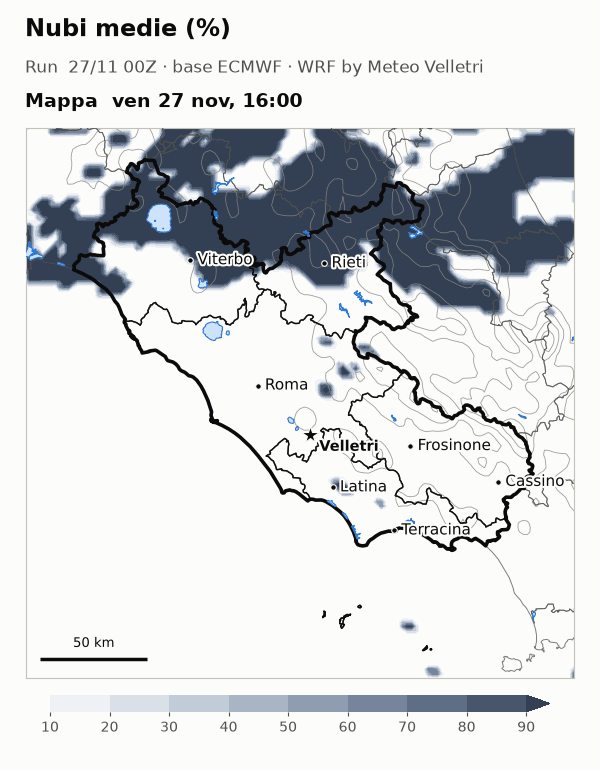 Nubi medie (%)
Run  27/11 00Z · base ECMWF · WRF by Meteo Velletri
Mappa  ven 27 nov, 16:00
Viterbo
Rieti
Roma
Velletri
Frosinone
Latina
Cassino
Terracina
50 km
10 20 30 40 50 60 70 80 90